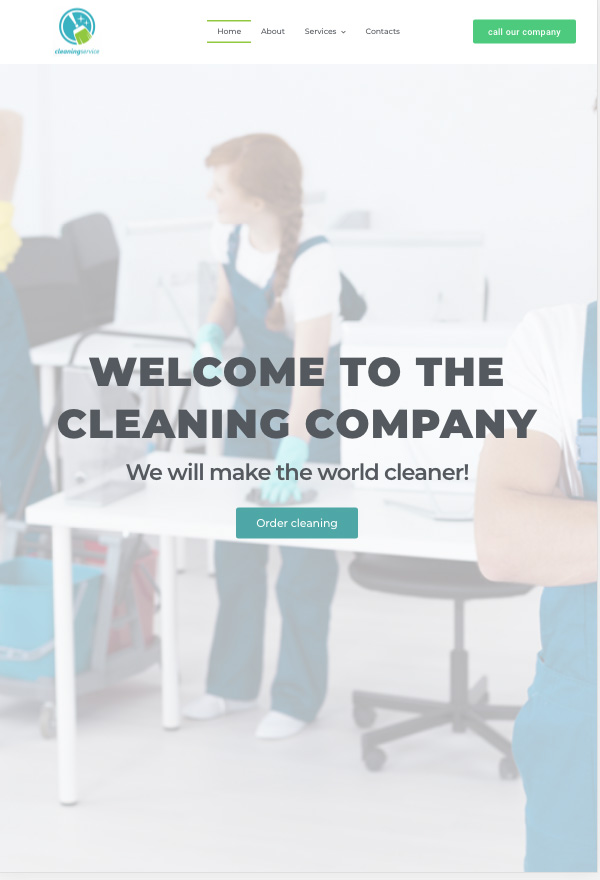 cleaningservice
Home
About
Services
Contacts
call our company
WELCOME TO THE
CLEANING COMPANY
We will make the world cleaner!
Order cleaning